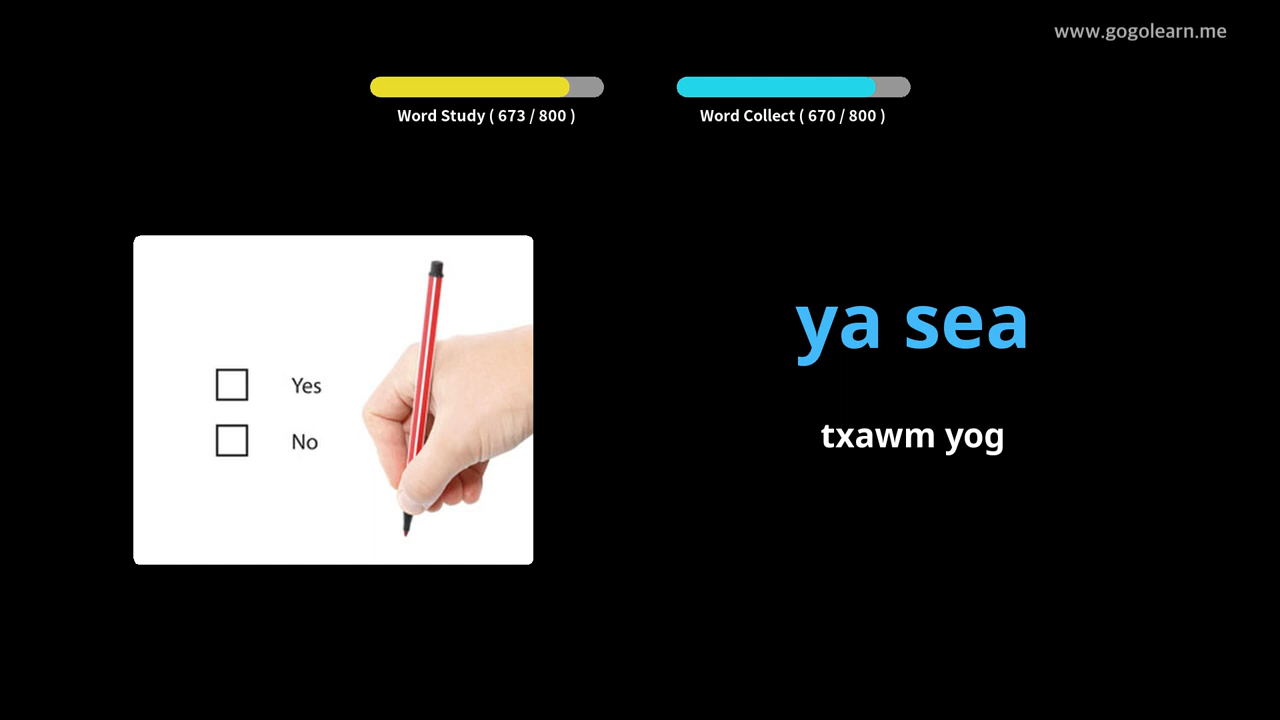 www.gogolearn.me
Word Study ( 673 / 800 )
Word Collect ( 670 / 800 )
Yes
No
ya sea
txawm yog